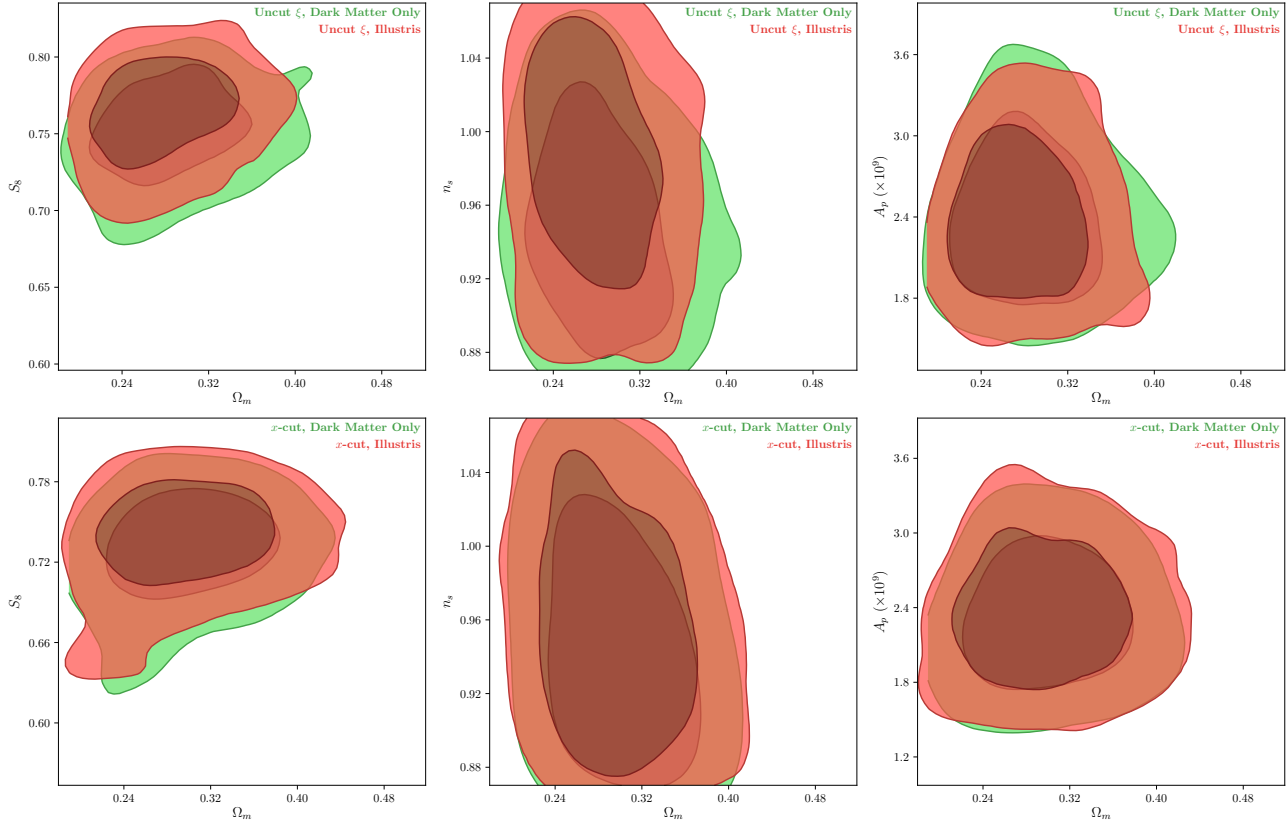 Uncut ξ, Dark Matter Only
Uncut ξ, Illustris
0.80
0.75
0.70
0.65
0.60
S₈
0.24 0.32 0.40 0.48
Ωₘ
Uncut ξ, Dark Matter Only
Uncut ξ, Illustris
1.04
1.00
0.96
0.92
0.88
nₛ
0.24 0.32 0.40 0.48
Ωₘ
Uncut ξ, Dark Matter Only
Uncut ξ, Illustris
3.6
3.0
2.4
1.8
Aₚ (×10⁹)
0.24 0.32 0.40 0.48
Ωₘ
x-cut, Dark Matter Only
x-cut, Illustris
0.78
0.72
0.66
0.60
S₈
0.24 0.32 0.40 0.48
Ωₘ
x-cut, Dark Matter Only
x-cut, Illustris
1.04
1.00
0.96
0.92
0.88
nₛ
0.24 0.32 0.40 0.48
Ωₘ
x-cut, Dark Matter Only
x-cut, Illustris
3.6
3.0
2.4
1.8
1.2
Aₚ (×10⁹)
0.24 0.32 0.40 0.48
Ωₘ